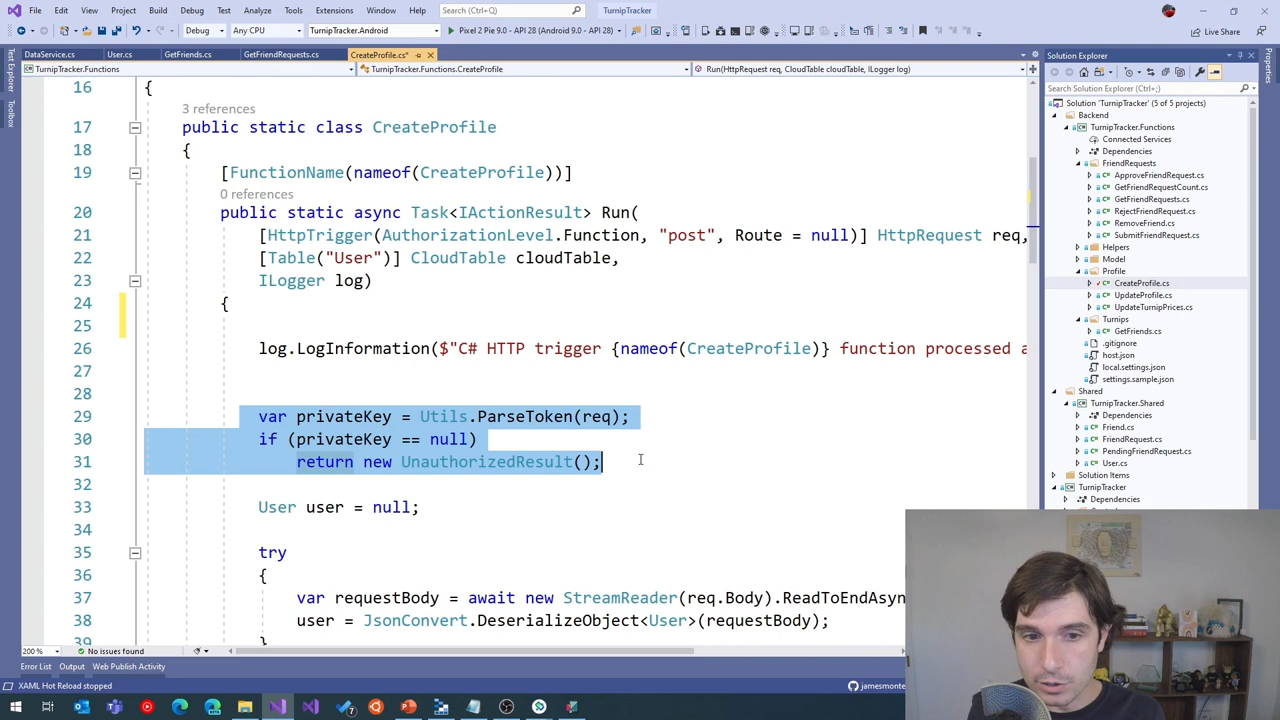 File Edit View Project Build Debug Test Analyze Tools Extensions Window Help Search (Ctrl+Q) TurnipTracker
Debug Any CPU TurnipTracker.Android Pixel 2 Pie 9.0 - API 28 (Android 9.0 - API 28) Live Share
DataService.cs User.cs GetFriends.cs GetFriendRequests.cs CreateProfile.cs*
TurnipTracker.Functions TurnipTracker.Functions.CreateProfile Run(HttpRequest req, CloudTable cloudTable, ILogger log)
Test Explorer
Toolbox
16 {
3 references
17 public static class CreateProfile
18 {
19 [FunctionName(nameof(CreateProfile))]
0 references
20 public static async Task<IActionResult> Run(
21 [HttpTrigger(AuthorizationLevel.Function, "post", Route = null)] HttpRequest req,
22 [Table("User")] CloudTable cloudTable,
23 ILogger log)
24 {
25
26 log.LogInformation($"C# HTTP trigger {nameof(CreateProfile)} function processed a
27
28
29 var privateKey = Utils.ParseToken(req);
30 if (privateKey == null)
31 return new UnauthorizedResult();
32
33 User user = null;
34
35 try
36 {
37 var requestBody = await new StreamReader(req.Body).ReadToEndAsyn
38 user = JsonConvert.DeserializeObject<User>(requestBody);
39 }
200 % No issues found
Error List Output Web Publish Activity
XAML Hot Reload stopped jamesmonte
Solution Explorer
Search Solution Explorer (Ctrl+;)
Solution 'TurnipTracker' (5 of 5 projects)
Backend
TurnipTracker.Functions
Connected Services
Dependencies
FriendRequests
ApproveFriendRequest.cs
GetFriendRequestCount.cs
GetFriendRequests.cs
RejectFriendRequest.cs
RemoveFriend.cs
SubmitFriendRequest.cs
Helpers
Model
Profile
CreateProfile.cs
UpdateProfile.cs
UpdateTurnipPrices.cs
Turnips
GetFriends.cs
.gitignore
host.json
local.settings.json
settings.sample.json
Shared
TurnipTracker.Shared
Dependencies
Friend.cs
FriendRequest.cs
PendingFriendRequest.cs
User.cs
Solution Items
TurnipTracker
Dependencies
Properties